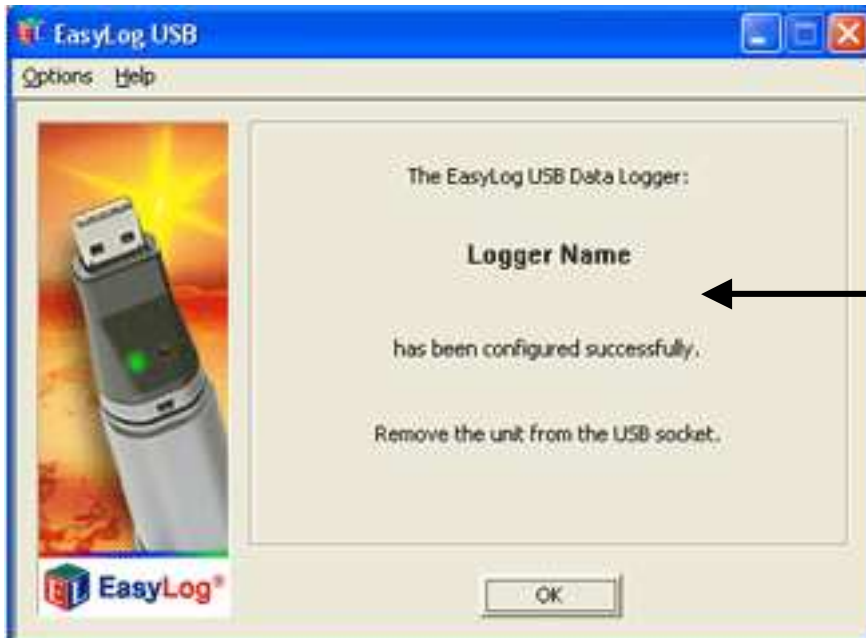 EasyLog USB
Options Help
The EasyLog USB Data Logger:
Logger Name
has been configured successfully.
Remove the unit from the USB socket.
EasyLog®
OK